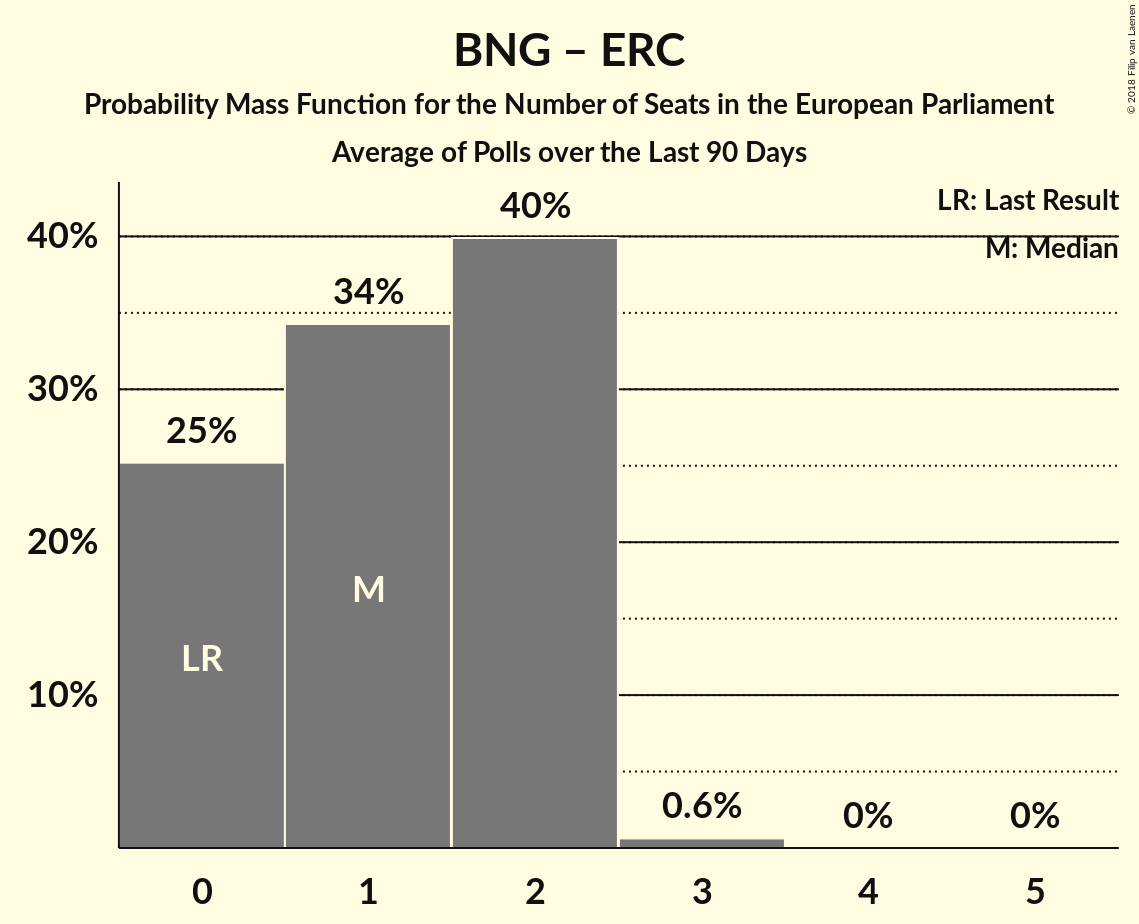 BNG – ERC
Probability Mass Function for the Number of Seats in the European Parliament
Average of Polls over the Last 90 Days
© 2018 Filip van Laenen
LR: Last Result
M: Median
40%
30%
20%
10%
25%
34%
40%
0.6%
0%
0%
LR
M
0 1 2 3 4 5